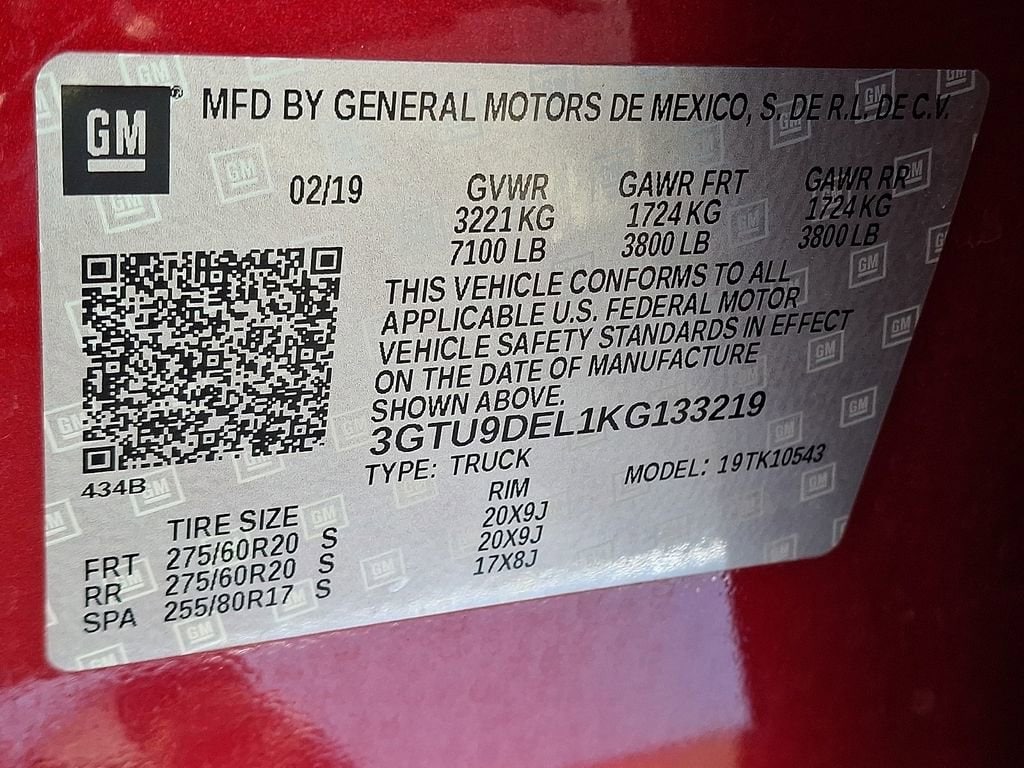 GM ® MFD BY GENERAL MOTORS DE MEXICO, S. DE R.L. DE C.V.
02/19 GVWR GAWR FRT GAWR RR
3221 KG 1724 KG 1724 KG
7100 LB 3800 LB 3800 LB
THIS VEHICLE CONFORMS TO ALL
APPLICABLE U.S. FEDERAL MOTOR
VEHICLE SAFETY STANDARDS IN EFFECT
ON THE DATE OF MANUFACTURE
SHOWN ABOVE.
3GTU9DEL1KG133219
434B TYPE: TRUCK MODEL: 19TK10543
TIRE SIZE RIM
FRT 275/60R20 S 20X9J
RR 275/60R20 S 20X9J
SPA 255/80R17 S 17X8J